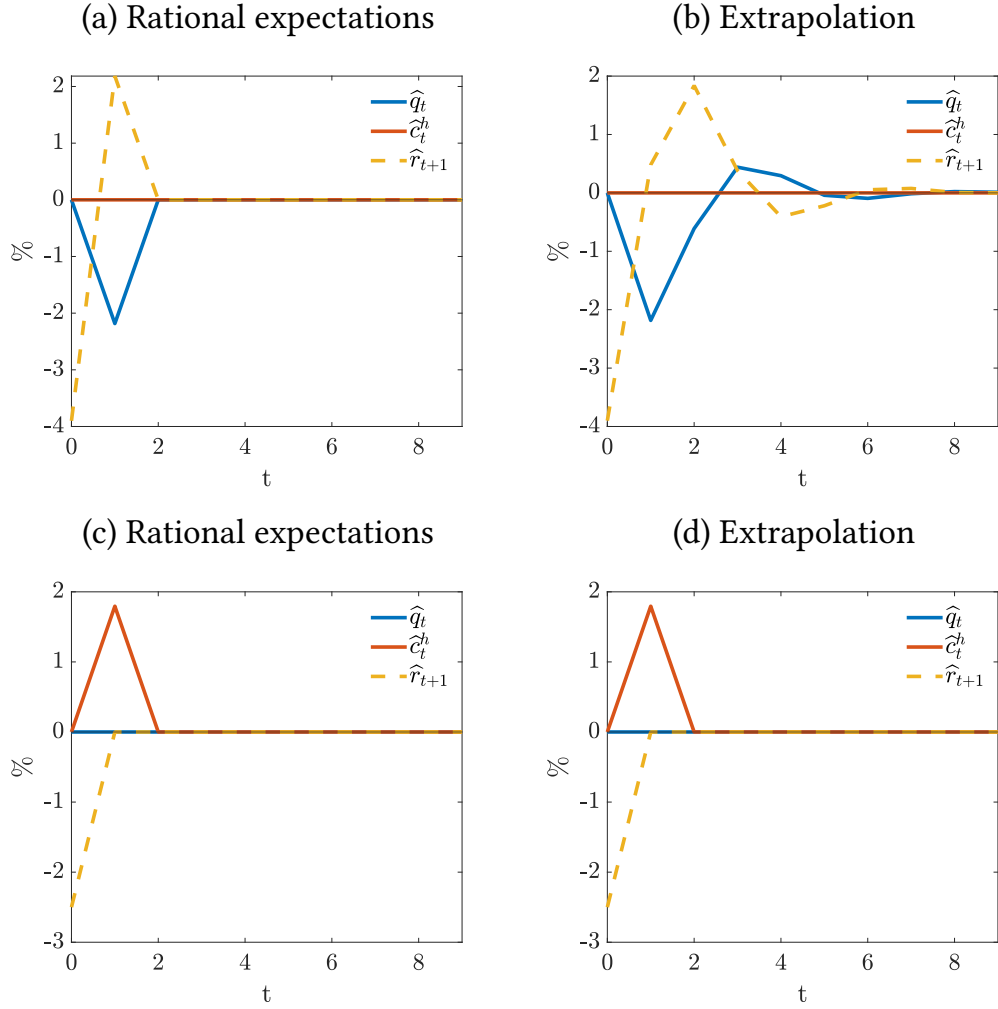 (a) Rational expectations
2
1
0
-1
-2
-3
-4
%
0 2 4 6 8
t
q̂_t
ĉ_t^h
r̂_{t+1}
(b) Extrapolation
2
1
0
-1
-2
-3
-4
%
0 2 4 6 8
t
q̂_t
ĉ_t^h
r̂_{t+1}
(c) Rational expectations
2
1
0
-1
-2
-3
%
0 2 4 6 8
t
q̂_t
ĉ_t^h
r̂_{t+1}
(d) Extrapolation
2
1
0
-1
-2
-3
%
0 2 4 6 8
t
q̂_t
ĉ_t^h
r̂_{t+1}